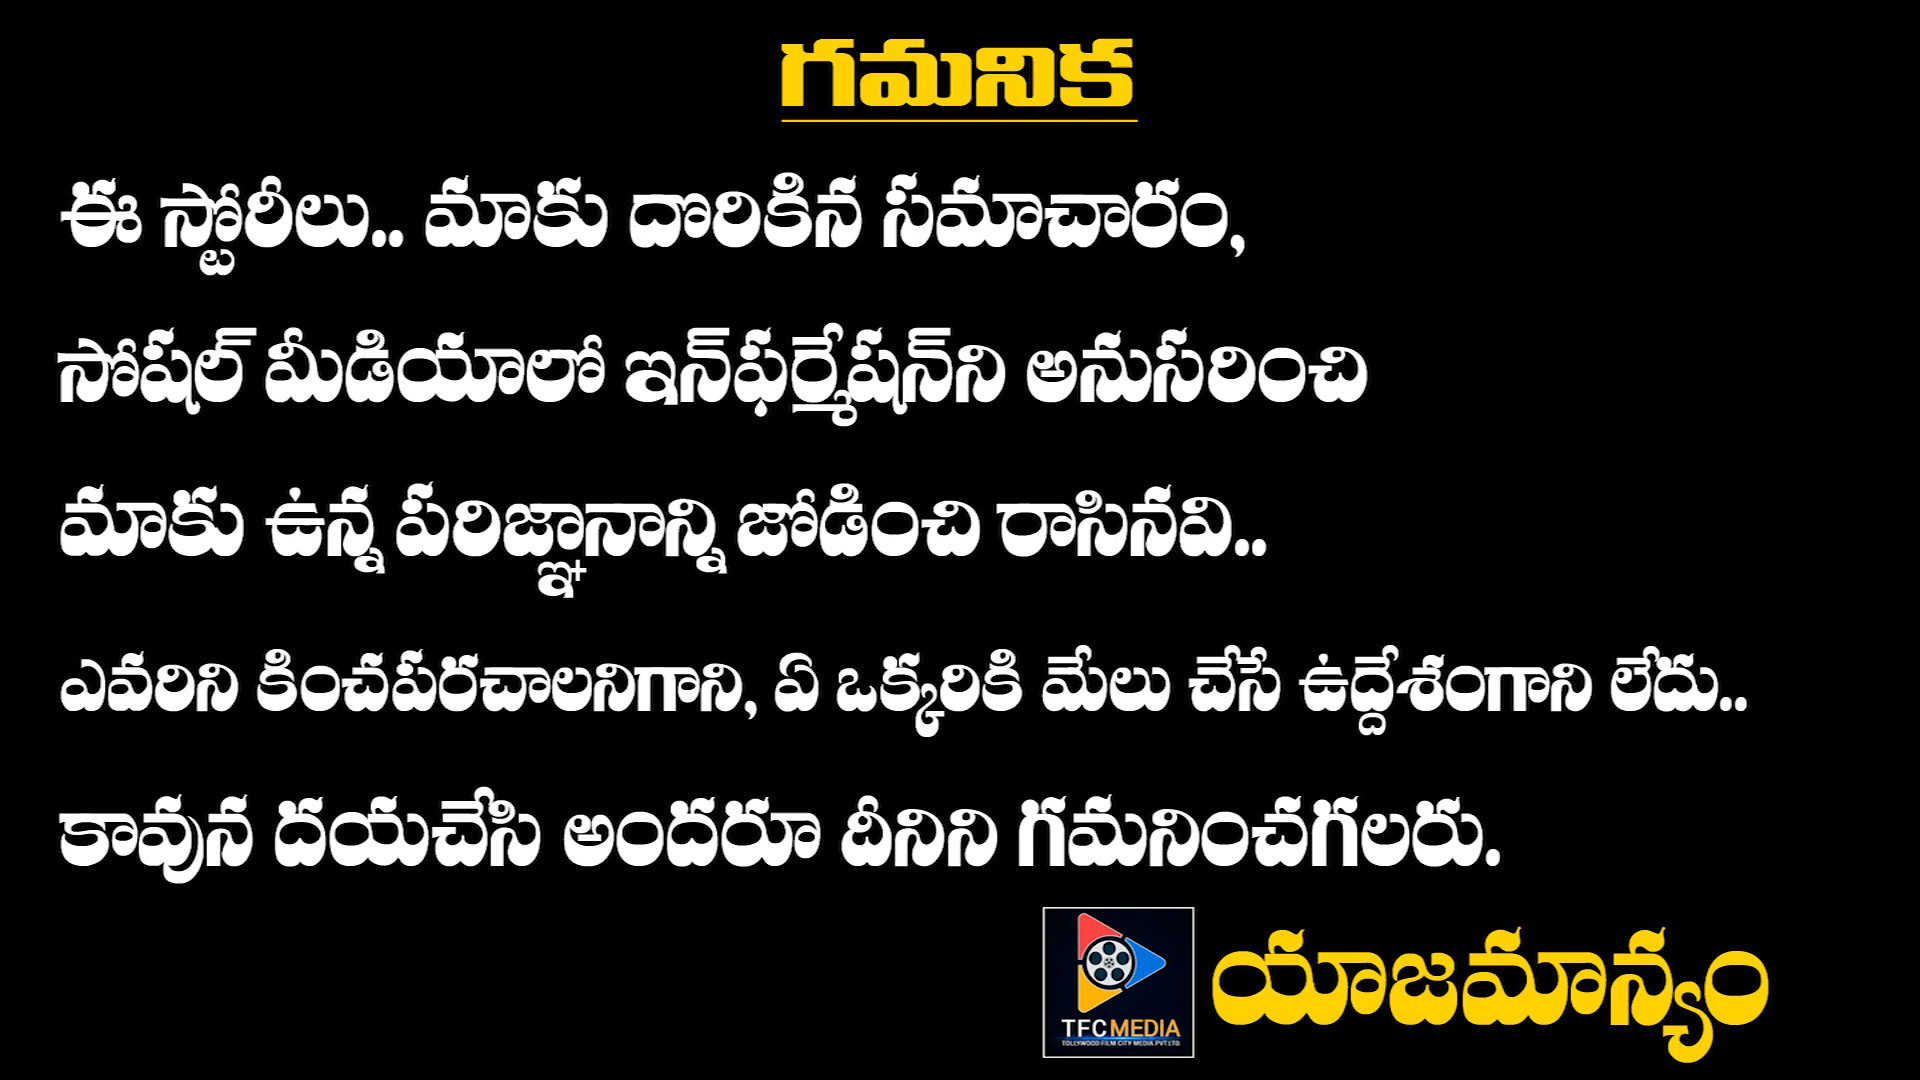 గమనిక
ఈ స్టోరీలు.. మాకు దొరికిన సమాచారం,
సోషల్ మీడియాలో ఇన్‌ఫర్మేషన్‌ని అనుసరించి
మాకు ఉన్న పరిజ్ఞానాన్ని జోడించి రాసినవి..
ఎవరిని కించపరచాలనిగాని, ఏ ఒక్కరికి మేలు చేసే ఉద్దేశంగాని లేదు..
కావున దయచేసి అందరూ దీనిని గమనించగలరు.
యాజమాన్యం
TFC MEDIA
TOLLYWOOD FILM CITY MEDIA PVT.LTD.